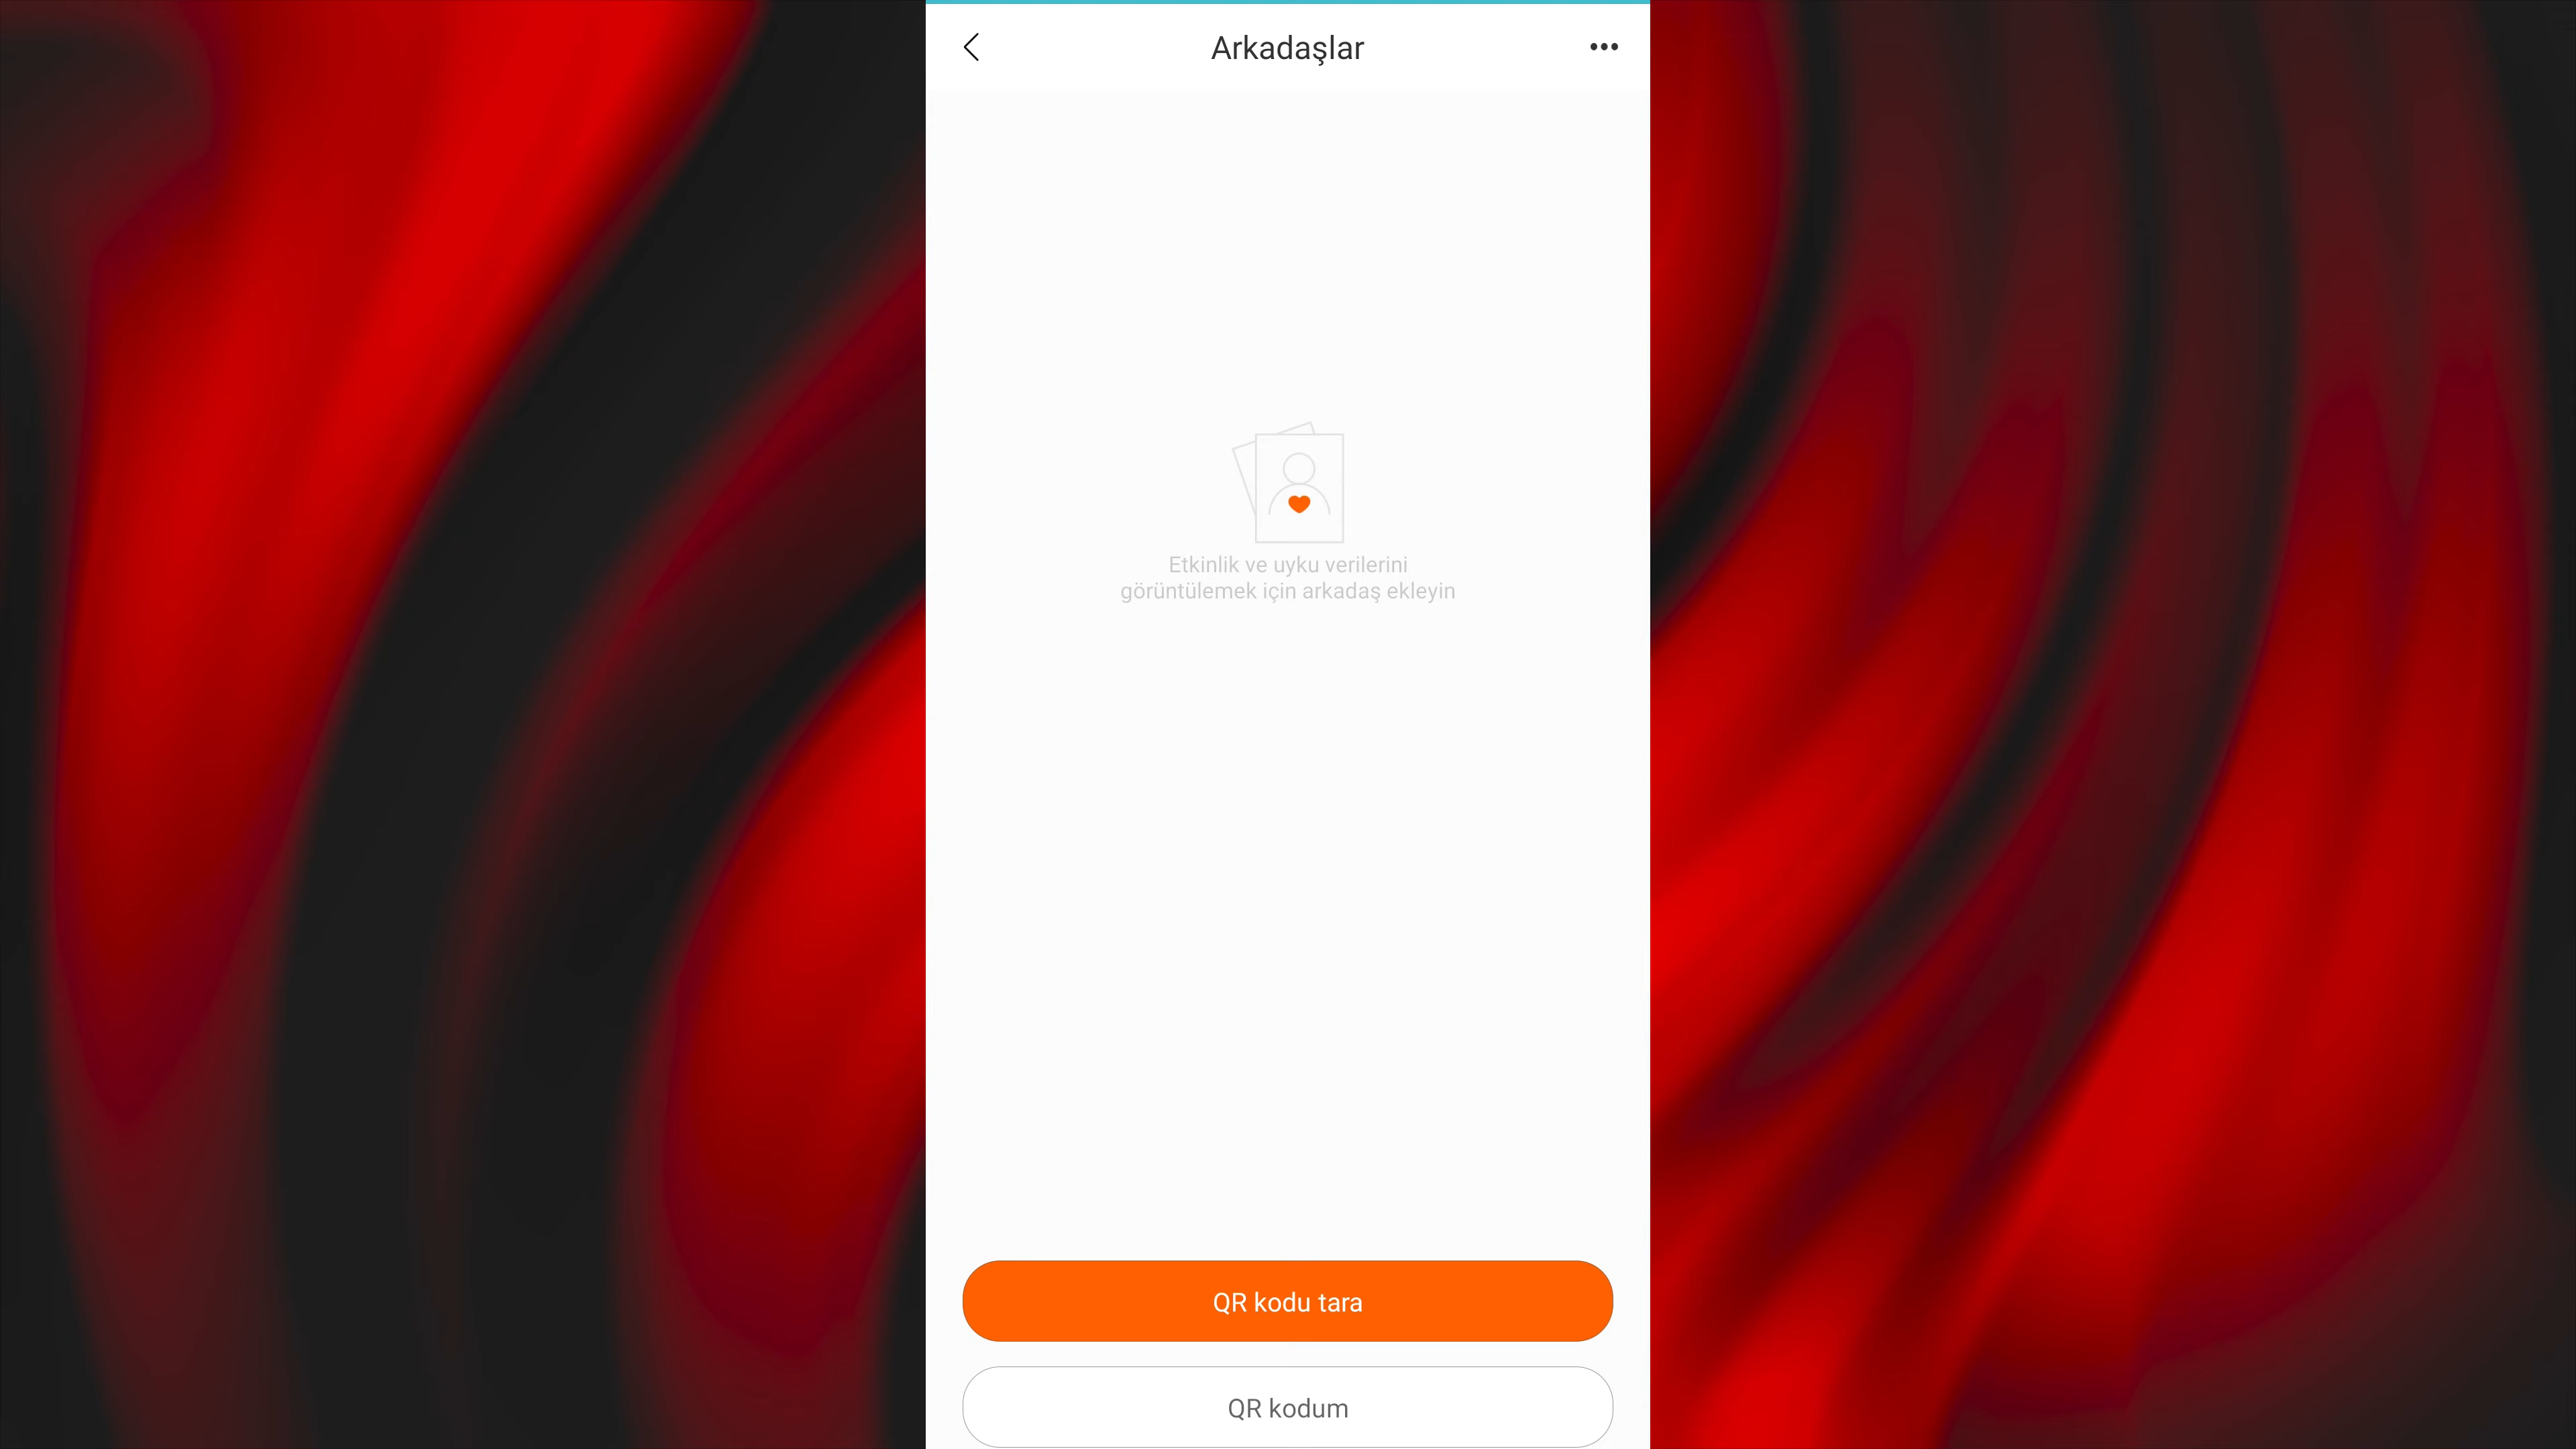 Arkadaşlar
Etkinlik ve uyku verilerini
görüntülemek için arkadaş ekleyin
QR kodu tara
QR kodum